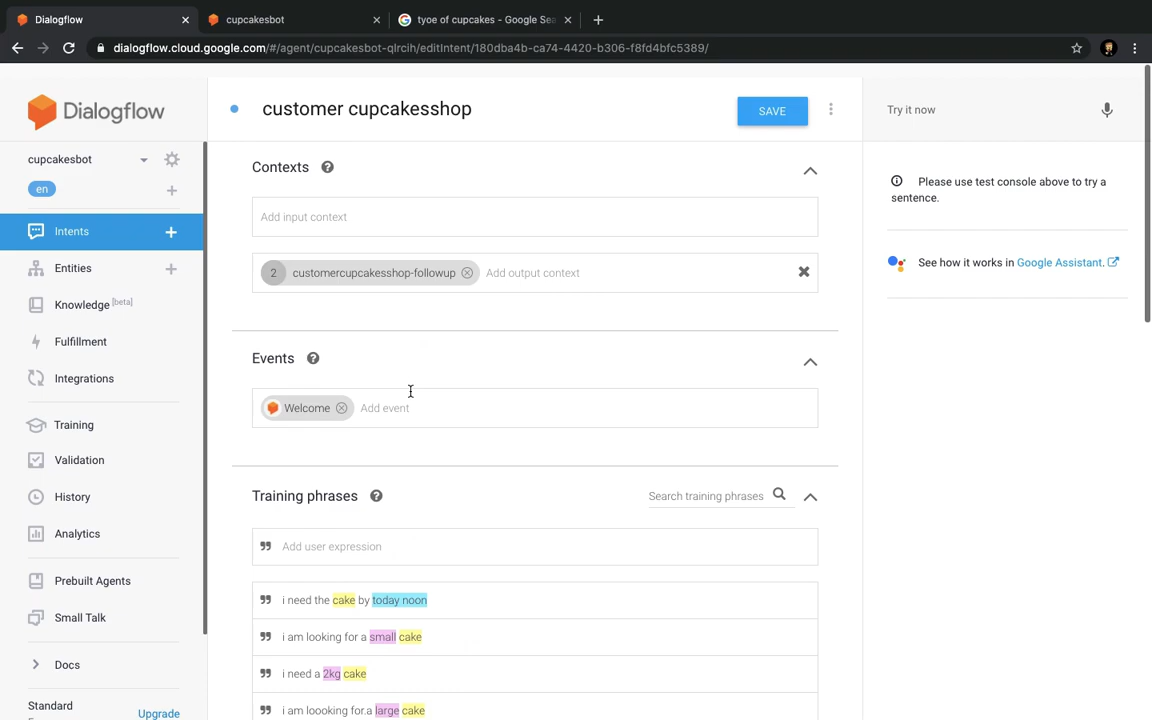 Dialogflow
cupcakesbot
tyoe of cupcakes - Google Sea
dialogflow.cloud.google.com/#/agent/cupcakesbot-qlrcih/editIntent/180dba4b-ca74-4420-b306-f8fd4bfc5389/
Dialogflow
customer cupcakesshop
SAVE
Try it now
cupcakesbot
en
Intents
Entities
Knowledge [beta]
Fulfillment
Integrations
Training
Validation
History
Analytics
Prebuilt Agents
Small Talk
Docs
Standard
Upgrade
Contexts
Add input context
2 customercupcakesshop-followup Add output context
Events
Welcome Add event
Training phrases
Search training phrases
Add user expression
i need the cake by today noon
i am looking for a small cake
i need a 2kg cake
i am loooking for.a large cake
Please use test console above to try a
sentence.
See how it works in Google Assistant.